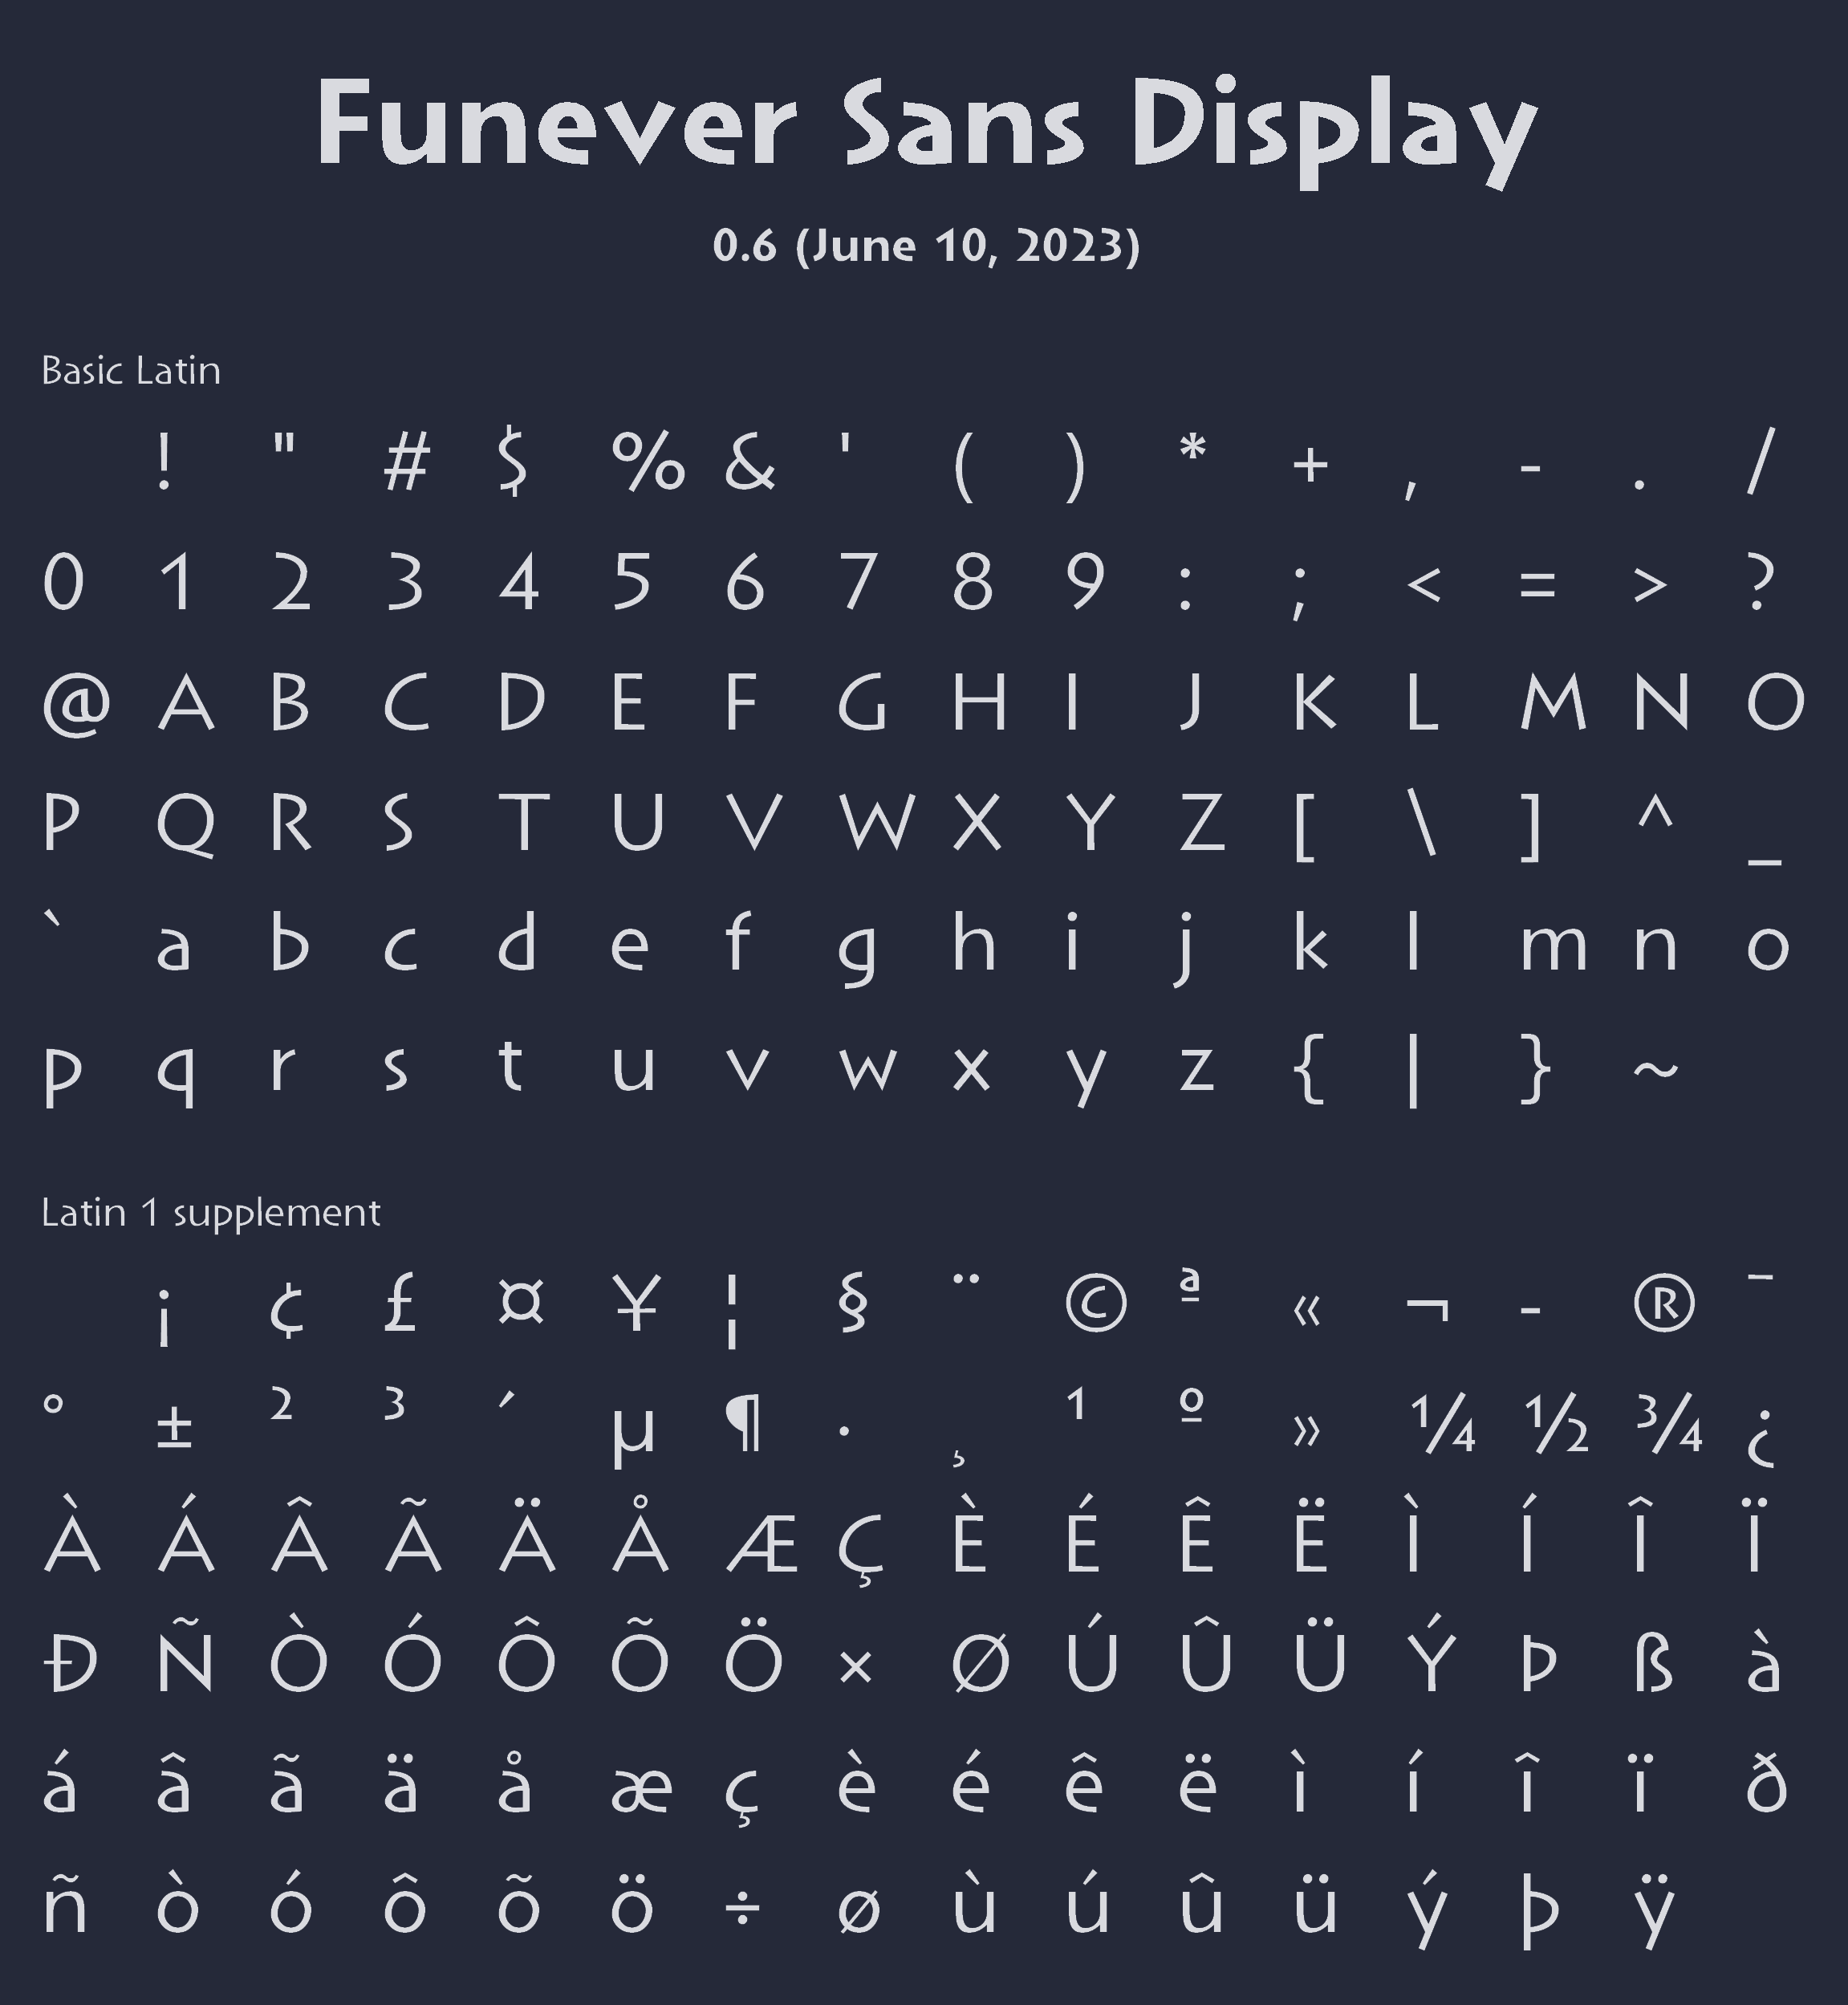 Funever Sans Display
0.6 (June 10, 2023)
Basic Latin
! " # $ % & ' ( ) * + , - . /
0 1 2 3 4 5 6 7 8 9 : ; < = > ?
@ A B C D E F G H I J K L M N O
P Q R S T U V W X Y Z [ \ ] ^ _
` a b c d e f g h i j k l m n o
p q r s t u v w x y z { | } ~
Latin 1 supplement
¡ ¢ £ ¤ ¥ ¦ § ¨ © ª « ¬ - ® ¯
° ± ² ³ ´ µ ¶ · ¸ ¹ º » ¼ ½ ¾ ¿
À Á Â Ã Ä Å Æ Ç È É Ê Ë Ì Í Î Ï
Ð Ñ Ò Ó Ô Õ Ö × Ø Ú Û Ü Ý Þ ß à
á â ã ä å æ ç è é ê ë ì í î ï ð
ñ ò ó ô õ ö ÷ ø ù ú û ü ý þ ÿ